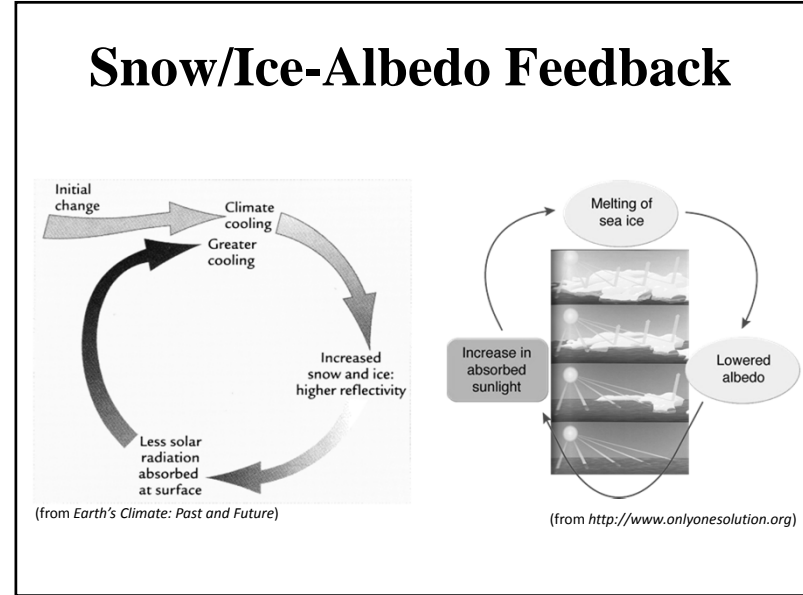 Snow/Ice-Albedo Feedback
Initial
change
Climate
cooling
Greater
cooling
Increased
snow and ice:
higher reflectivity
Less solar
radiation
absorbed
at surface
(from Earth's Climate: Past and Future)
Melting of
sea ice
Lowered
albedo
Increase in
absorbed
sunlight
(from http://www.onlyonesolution.org)